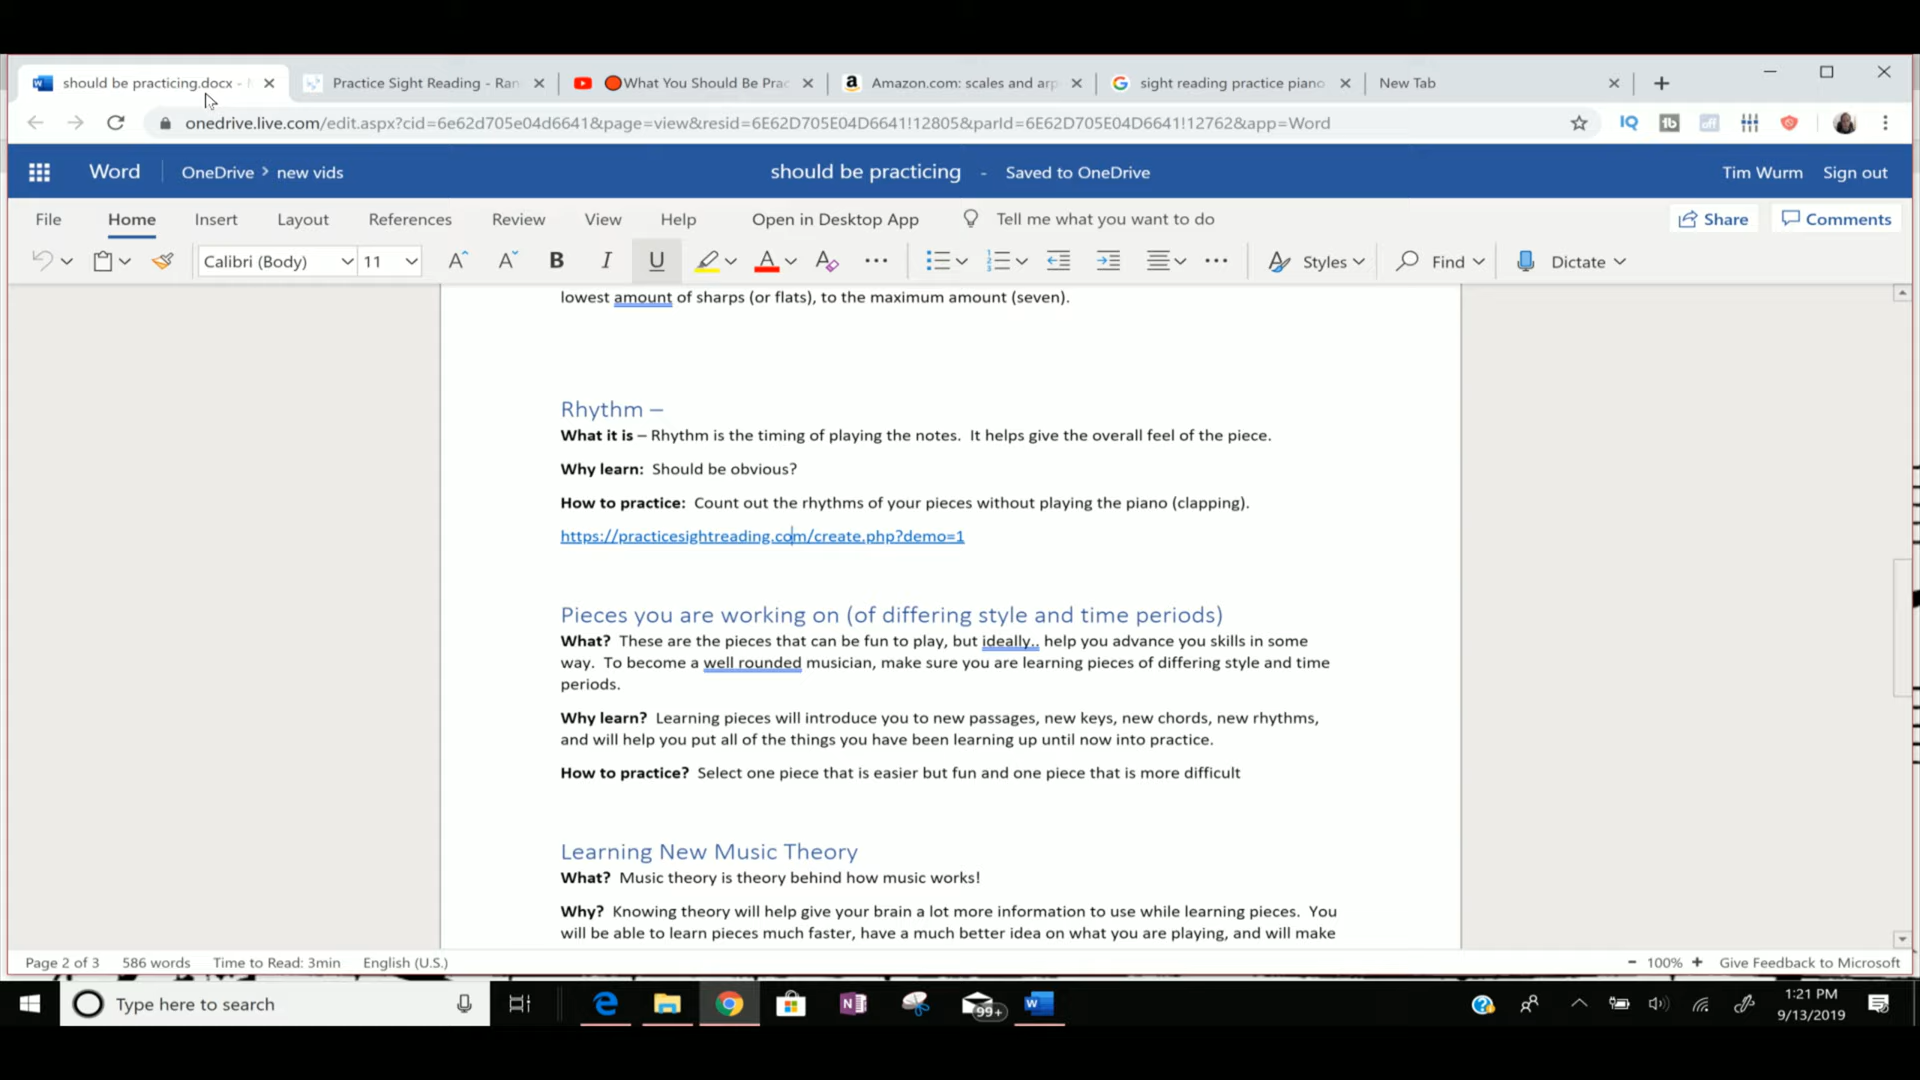 should be practicing.docx -
Practice Sight Reading - Ran
What You Should Be Prac
Amazon.com: scales and arp
sight reading practice piano
New Tab
onedrive.live.com/edit.aspx?cid=6e62d705e04d6641&page=view&resid=6E62D705E04D6641!12805&parId=6E62D705E04D6641!12762&app=Word
Word OneDrive > new vids should be practicing - Saved to OneDrive Tim Wurm Sign out
File Home Insert Layout References Review View Help Open in Desktop App Tell me what you want to do Share Comments
Calibri (Body) 11 B I U A Styles Find Dictate
lowest amount of sharps (or flats), to the maximum amount (seven).
Rhythm –
What it is – Rhythm is the timing of playing the notes. It helps give the overall feel of the piece.
Why learn: Should be obvious?
How to practice: Count out the rhythms of your pieces without playing the piano (clapping).
https://practicesightreading.com/create.php?demo=1
Pieces you are working on (of differing style and time periods)
What? These are the pieces that can be fun to play, but ideally.. help you advance you skills in some
way. To become a well rounded musician, make sure you are learning pieces of differing style and time
periods.
Why learn? Learning pieces will introduce you to new passages, new keys, new chords, new rhythms,
and will help you put all of the things you have been learning up until now into practice.
How to practice? Select one piece that is easier but fun and one piece that is more difficult
Learning New Music Theory
What? Music theory is theory behind how music works!
Why? Knowing theory will help give your brain a lot more information to use while learning pieces. You
will be able to learn pieces much faster, have a much better idea on what you are playing, and will make
Page 2 of 3 586 words Time to Read: 3min English (U.S.) - 100% + Give Feedback to Microsoft
Type here to search 99+ 1:21 PM
9/13/2019